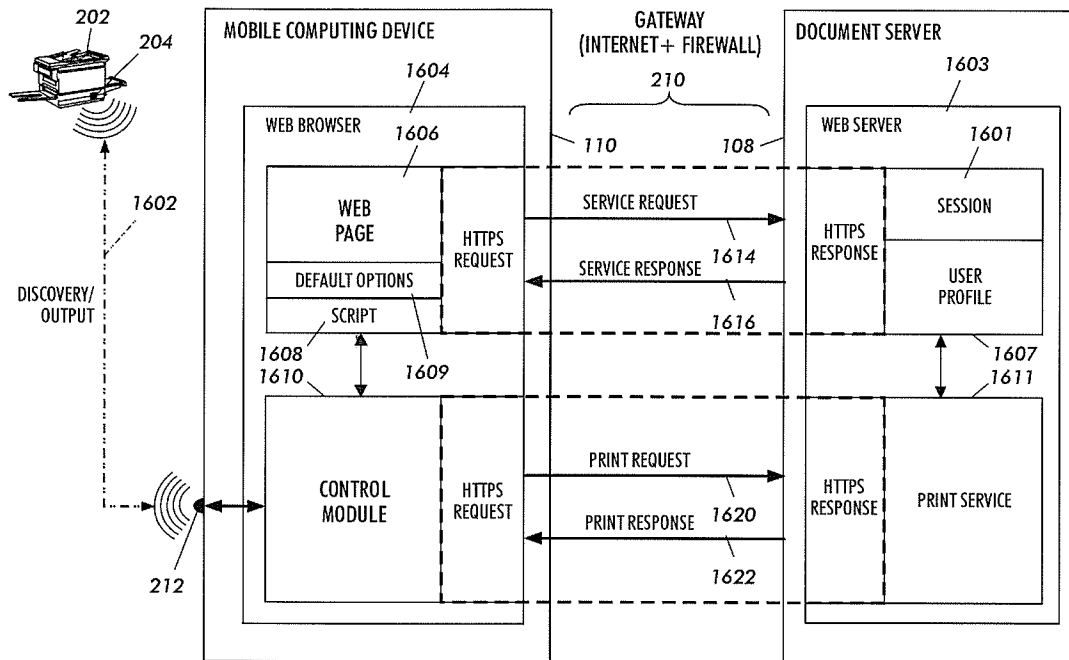 202
204
MOBILE COMPUTING DEVICE
GATEWAY
(INTERNET + FIREWALL)
210
DOCUMENT SERVER
1604
WEB BROWSER
1606
110
108
1603
WEB SERVER
1601
1602
WEB
PAGE
DEFAULT OPTIONS
SCRIPT
HTTPS
REQUEST
SERVICE REQUEST
1614
SERVICE RESPONSE
1616
HTTPS
RESPONSE
SESSION
USER
PROFILE
DISCOVERY/
OUTPUT
1608
1610
1609
1607
1611
CONTROL
MODULE
HTTPS
REQUEST
PRINT REQUEST
1620
PRINT RESPONSE
1622
HTTPS
RESPONSE
PRINT SERVICE
212